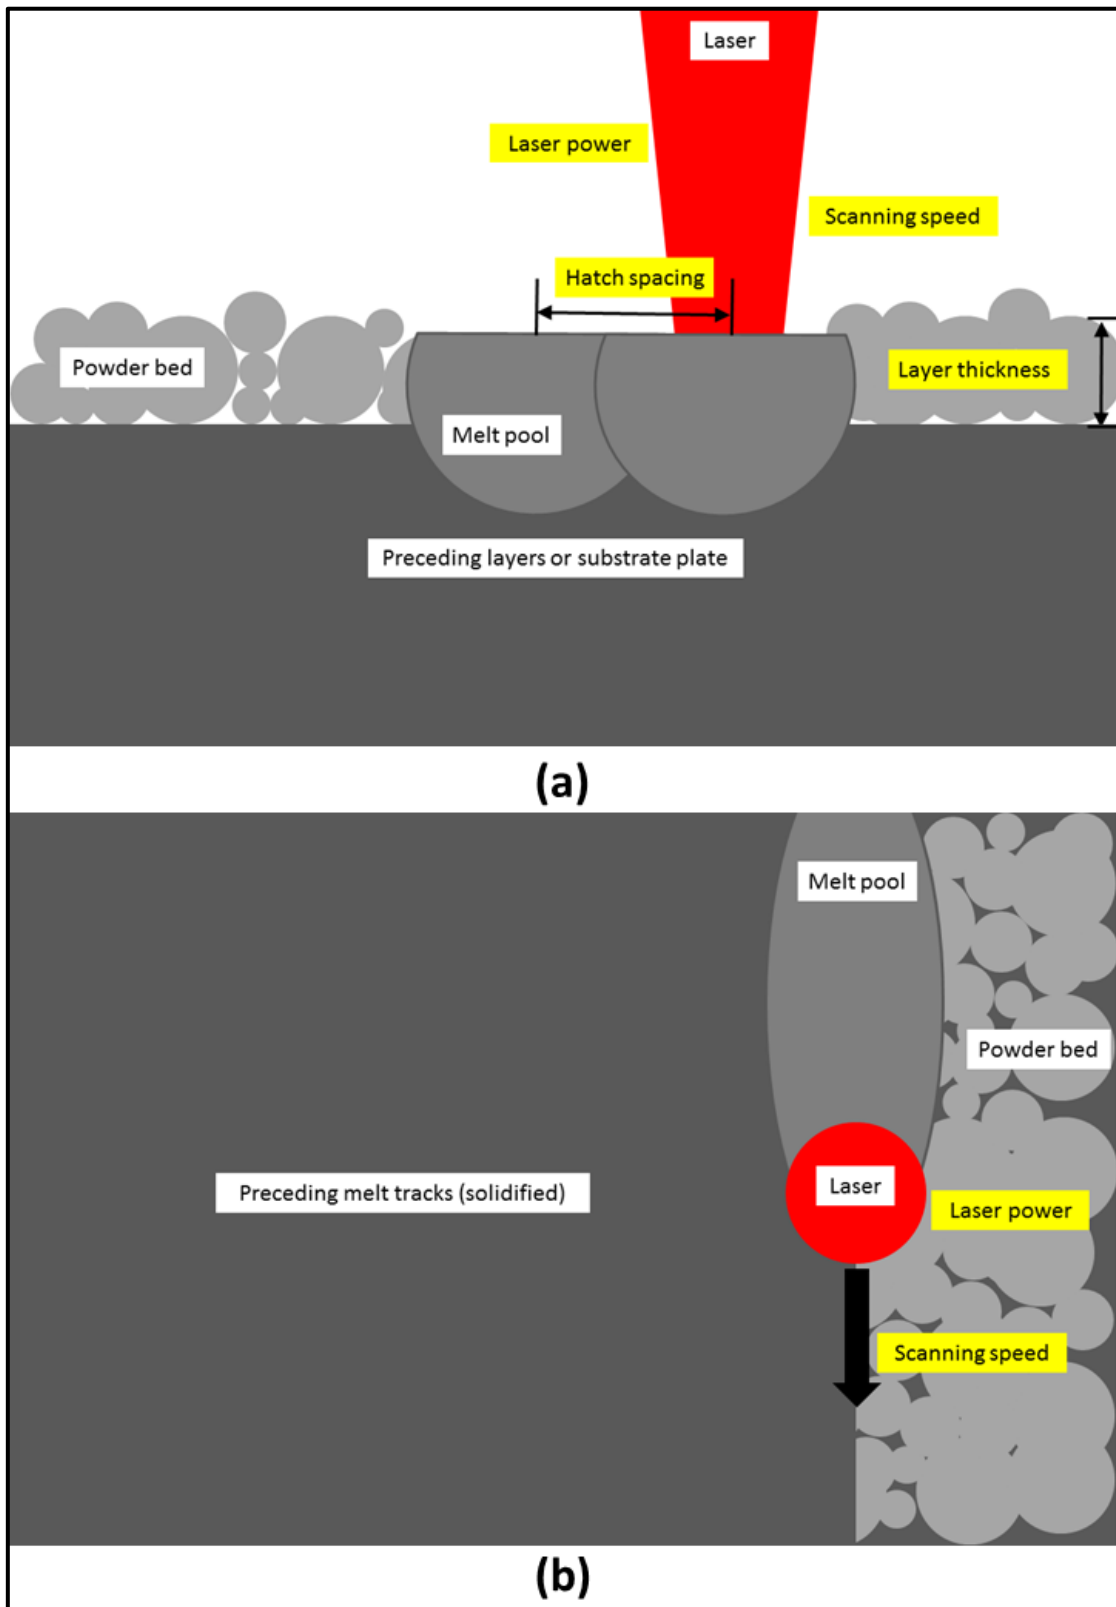 Laser
Laser power
Scanning speed
Hatch spacing
Powder bed
Layer thickness
Melt pool
Preceding layers or substrate plate
(a)
Melt pool
Powder bed
Preceding melt tracks (solidified)
Laser
Laser power
Scanning speed
(b)